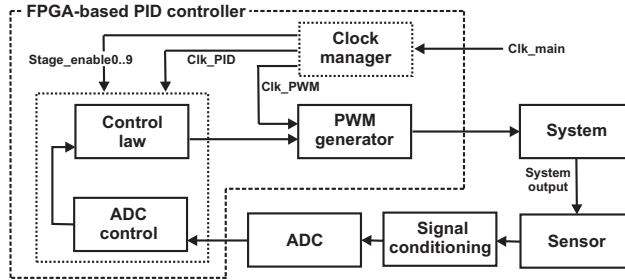 FPGA-based PID controller
Clock
manager
Clk_main
Stage_enable0..9
Clk_PID
Clk_PWM
Control
law
PWM
generator
System
System
output
ADC
control
ADC
Signal
conditioning
Sensor